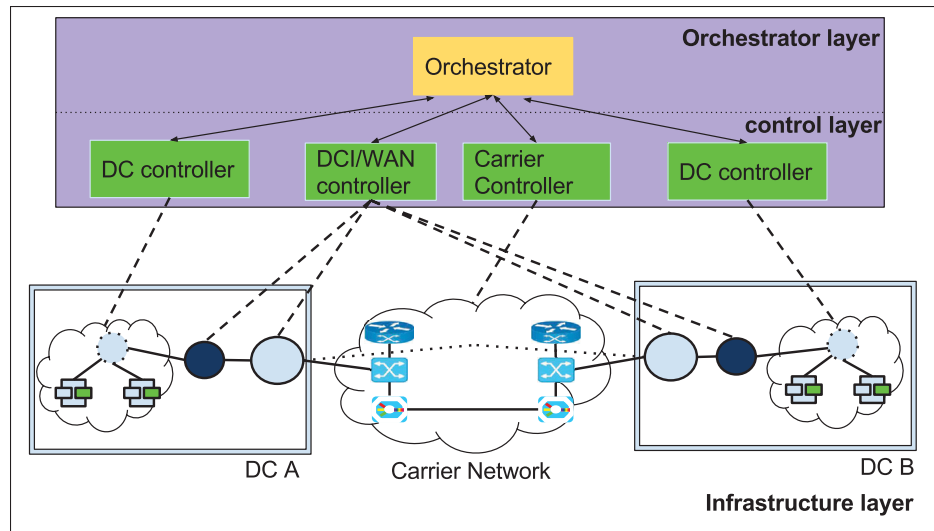 Orchestrator layer
Orchestrator
control layer
DC controller
DCI/WAN
controller
Carrier
Controller
DC controller
DC A
Carrier Network
DC B
Infrastructure layer